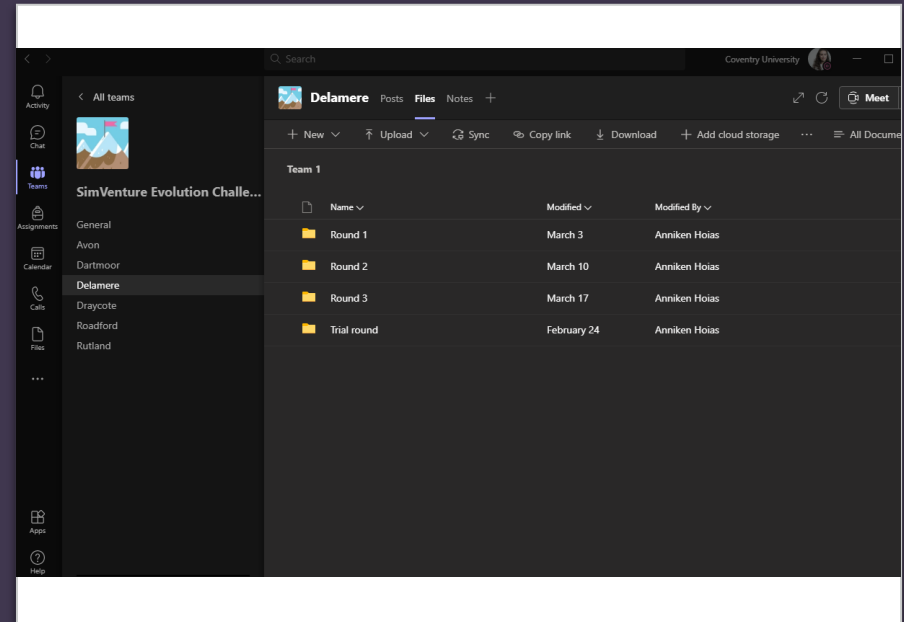 Search
Coventry University
Activity
Chat
Teams
Assignments
Calendar
Calls
Files
Apps
Help
All teams
SimVenture Evolution Challe...
General
Avon
Dartmoor
Delamere
Draycote
Roadford
Rutland
Delamere Posts Files Notes
Meet
New Upload Sync Copy link Download Add cloud storage ... All Docume
Team 1
Name Modified Modified By
Round 1 March 3 Anniken Hoias
Round 2 March 10 Anniken Hoias
Round 3 March 17 Anniken Hoias
Trial round February 24 Anniken Hoias